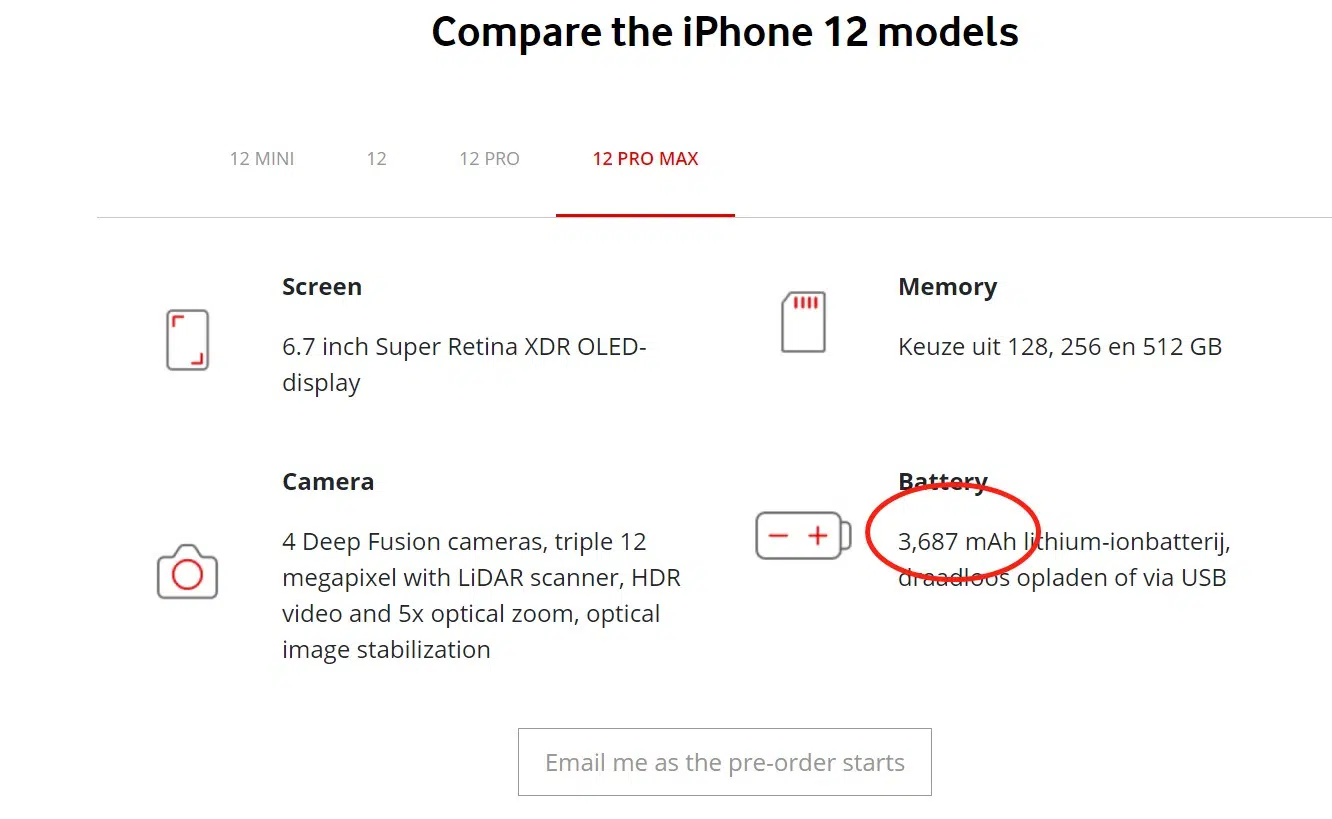 Compare the iPhone 12 models
12 MINI
12
12 PRO
12 PRO MAX
Screen
6.7 inch Super Retina XDR OLED-
display
Memory
Keuze uit 128, 256 en 512 GB
Camera
4 Deep Fusion cameras, triple 12
megapixel with LiDAR scanner, HDR
video and 5x optical zoom, optical
image stabilization
Battery
3,687 mAh lithium-ionbatterij,
draadloos opladen of via USB
Email me as the pre-order starts